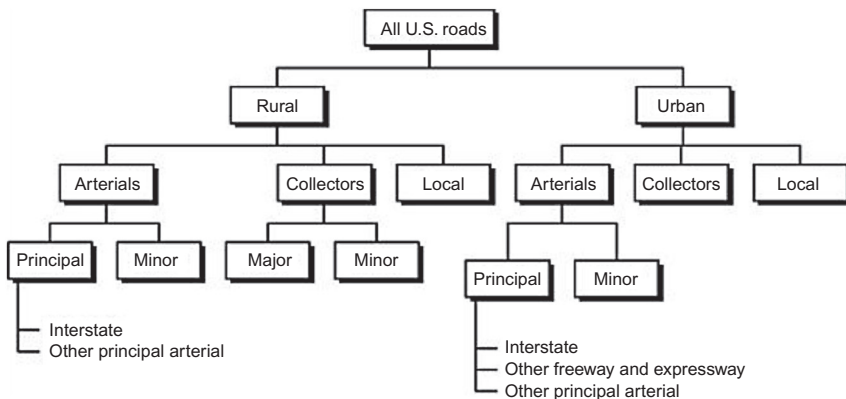 All U.S. roads
Rural
Urban
Arterials
Collectors
Local
Arterials
Collectors
Local
Principal
Minor
Major
Minor
Principal
Minor
Interstate
Other principal arterial
Interstate
Other freeway and expressway
Other principal arterial